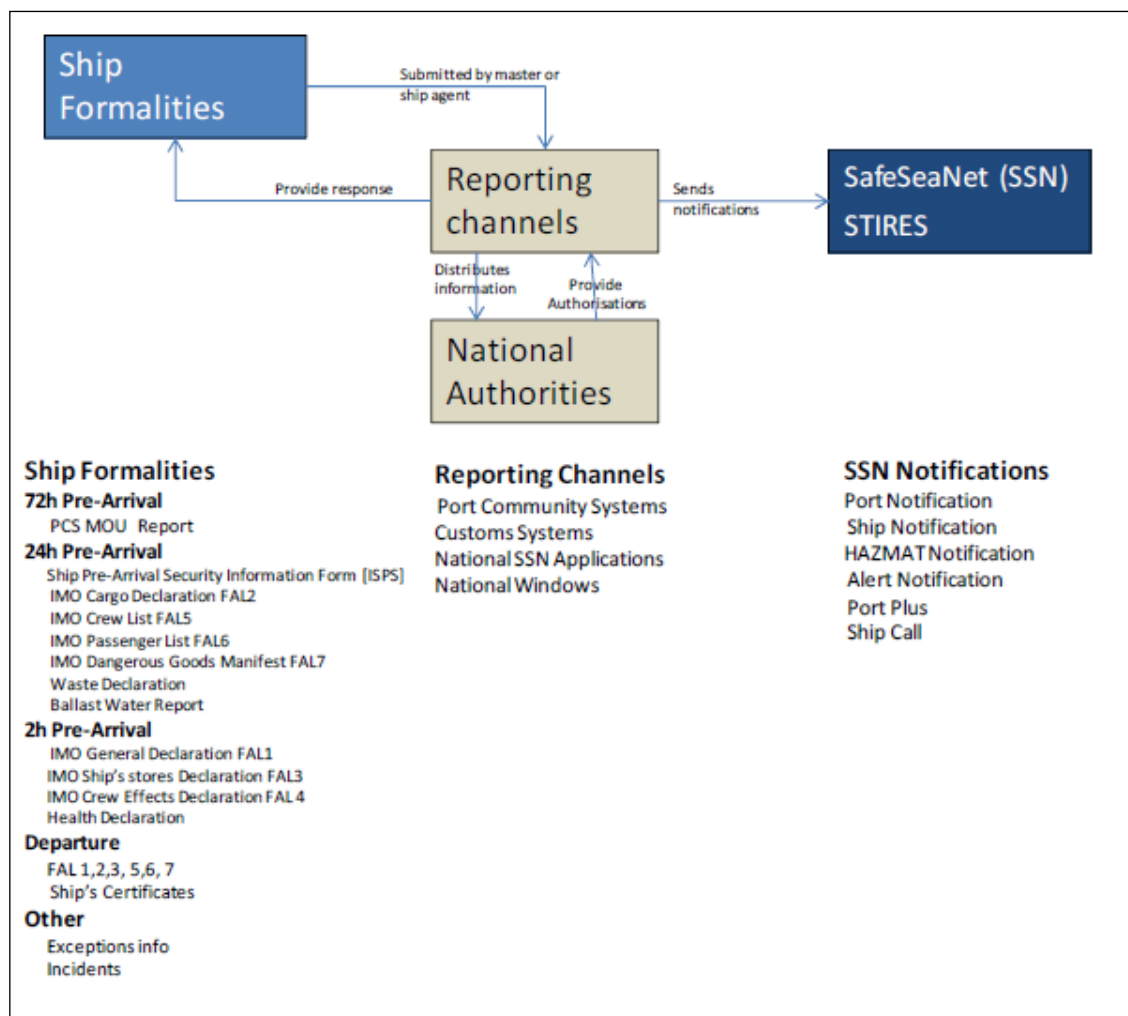 Ship
Formalities
Submitted by master or
ship agent
Provide response
Reporting
channels
Sends
notifications
SafeSeaNet (SSN)
STIRES
Distributes
information
Provide
Authorisations
National
Authorities
Ship Formalities
72h Pre-Arrival
PCS MOU Report
24h Pre-Arrival
Ship Pre-Arrival Security Information Form [ISPS]
IMO Cargo Declaration FAL2
IMO Crew List FAL5
IMO Passenger List FAL6
IMO Dangerous Goods Manifest FAL7
Waste Declaration
Ballast Water Report
2h Pre-Arrival
IMO General Declaration FAL1
IMO Ship's stores Declaration FAL3
IMO Crew Effects Declaration FAL 4
Health Declaration
Departure
FAL 1,2,3, 5,6, 7
Ship's Certificates
Other
Exceptions info
Incidents
Reporting Channels
Port Community Systems
Customs Systems
National SSN Applications
National Windows
SSN Notifications
Port Notification
Ship Notification
HAZMAT Notification
Alert Notification
Port Plus
Ship Call